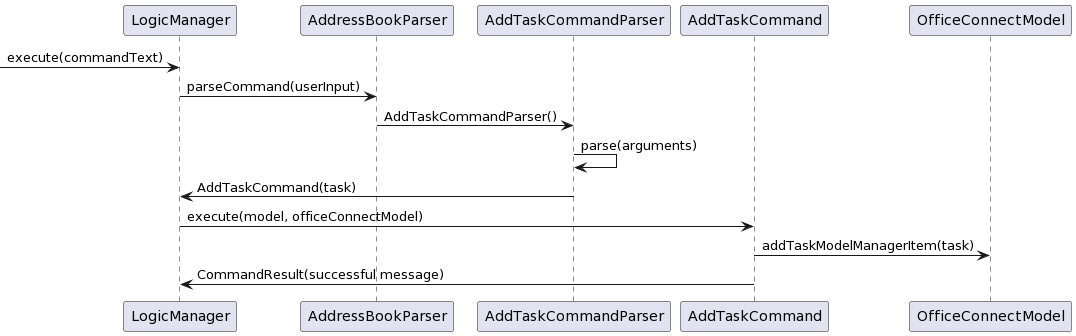 LogicManager AddressBookParser AddTaskCommandParser AddTaskCommand OfficeConnectModel
execute(commandText)
parseCommand(userInput)
AddTaskCommandParser()
parse(arguments)
AddTaskCommand(task)
execute(model, officeConnectModel)
addTaskModelManagerItem(task)
CommandResult(successful message)
LogicManager AddressBookParser AddTaskCommandParser AddTaskCommand OfficeConnectModel